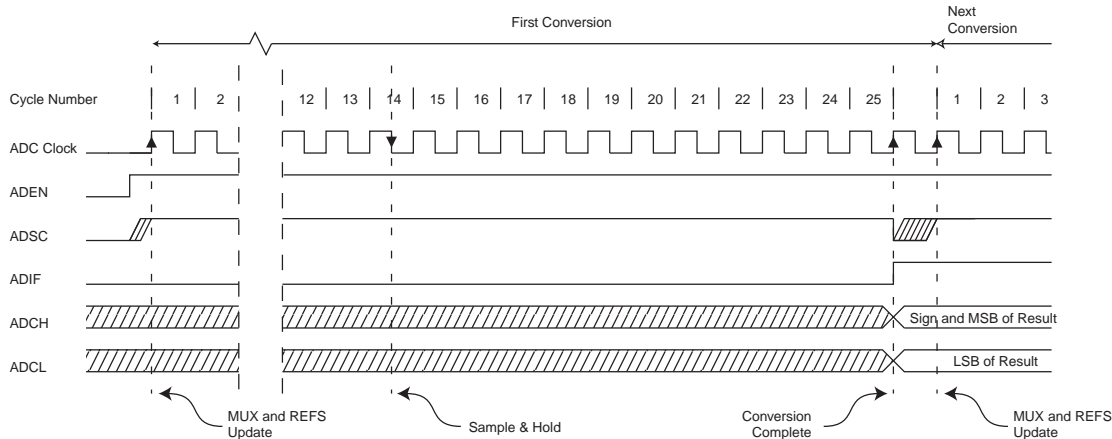 First Conversion
Next
Conversion
Cycle Number 1 2 12 13 14 15 16 17 18 19 20 21 22 23 24 25 1 2 3
ADC Clock
ADEN
ADSC
ADIF
ADCH
Sign and MSB of Result
ADCL
LSB of Result
MUX and REFS
Update
Sample & Hold
Conversion
Complete
MUX and REFS
Update